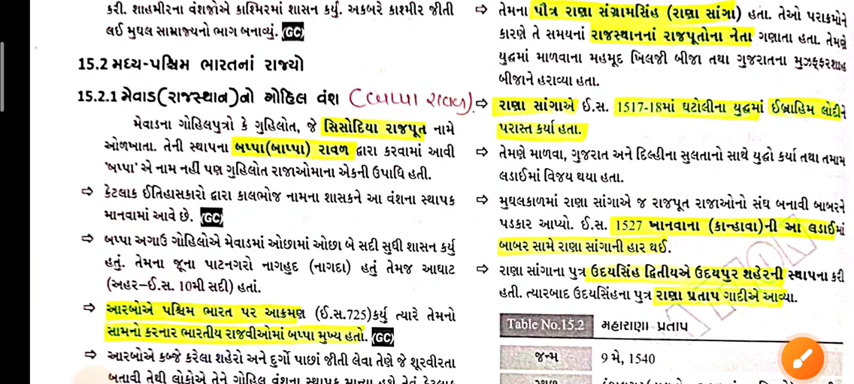 કરી. શાહમીરના વંશજોએ કાશ્મિરમાં શાસન કર્યુ. અકબરે કાશ્મીર જીતી
લઈ મુઘલ સામ્રાજ્યનો ભાગ બનાવ્યું. GC
15.2 મધ્ય-પશ્ચિમ ભારતનાં રાજ્યો
15.2.1 મેવાડ(રાજસ્થાન)નો ગોહિલ વંશ (બપ્પા રાવળ)
મેવાડના ગોહિલપુત્રો કે ગુહિલોત, જે સિસોદિયા રાજપૂત નામે
ઓળખાતા. તેની સ્થાપના બપ્પા(બાપ્પા) રાવળ દ્વારા કરવામાં આવી
'બપ્પા' એ નામ નહીં પણ ગુહિલોત રાજાઓમાના એકની ઉપાધિ હતી.
⇒ કેટલાક ઈતિહાસકારો દ્વારા કાલભોજ નામના શાસકને આ વંશના સ્થાપક
માનવામાં આવે છે. GC
⇒ બપ્પા અગાઉ ગોહિલોએ મેવાડમાં ઓછામાં ઓછા બે સદી સુધી શાસન કર્યુ
હતું. તેમના જૂના પાટનગરો નાગહૃદ (નાગદા) હતું તેમજ આઘાટ
(અહર–ઈ.સ. 10મી સદી) હતાં.
⇒ આરબોએ પશ્ચિમ ભારત પર આક્રમણ (ઈ.સ.725)કર્યુ ત્યારે તેમનો
સામનો કરનાર ભારતીય રાજવીઓમાં બપ્પા મુખ્ય હતો. GC
⇒ આરબોએ કબ્જે કરેલા શહેરો અને દુર્ગો પાછાં જીતી લેવા તેણે જે શૂરવીરતા
બતાવી તેથી લોકોએ તેને ગોહિલ વંશના સ્થાપક માન્યા
⇒ તેમના પૌત્ર રાણા સંગ્રામસિંહ (રાણા સાંગા) હતા. તેઓ પરાક્રમોને
કારણે તે સમયનાં રાજસ્થાનનાં રાજપૂતોના નેતા ગણાતા હતા. તેમણે
યુદ્ધમાં માળવાના મહમૂદ ખિલજી બીજા તથા ગુજરાતના મુઝફ્ફરશાહ
બીજાને હરાવ્યા હતા.
⇒ રાણા સાંગાએ ઈ.સ. 1517-18માં ઘટોલીના યુદ્ધમાં ઈબ્રાહિમ લોદીને
પરાસ્ત કર્યા હતા.
⇒ તેમણે માળવા, ગુજરાત અને દિલ્હીના સુલતાનો સાથે યુદ્ધો કર્યા તથા તમામ
લડાઈમાં વિજય થયા હતા.
⇒ મુઘલકાળમાં રાણા સાંગાએ જ રાજપૂત રાજાઓનો સંઘ બનાવી બાબરને
પડકાર આપ્યો. ઈ.સ. 1527 ખાનવાના (કાન્હાવા)ની આ લડાઈમાં
બાબર સામે રાણા સાંગાની હાર થઈ.
⇒ રાણા સાંગાના પુત્ર ઉદયસિંહ દ્વિતીયએ ઉદયપુર શહેરની સ્થાપના કરી
હતી. ત્યારબાદ ઉદયસિંહના પુત્ર રાણા પ્રતાપ ગાદીએ આવ્યા.
Table No.15.2 મહારાણા પ્રતાપ
જન્મ 9 મે, 1540